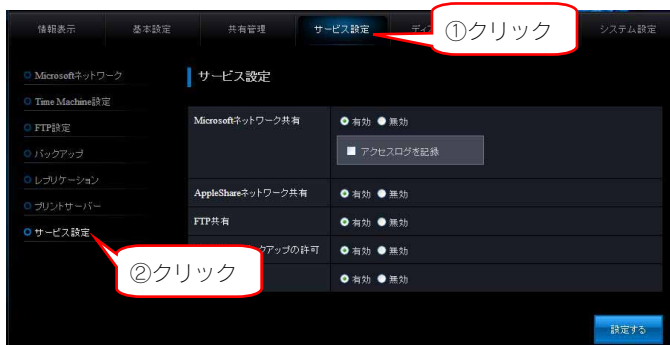 情報表示 基本設定 共有管理 サービス設定 ディ システム設定
①クリック
Microsoftネットワーク
Time Machine設定
FTP設定
バックアップ
レプリケーション
プリントサーバー
サービス設定
②クリック
サービス設定
Microsoftネットワーク共有 有効 無効
アクセスログを記録
AppleShareネットワーク共有 有効 無効
FTP共有 有効 無効
アップの許可 有効 無効
有効 無効
設定する